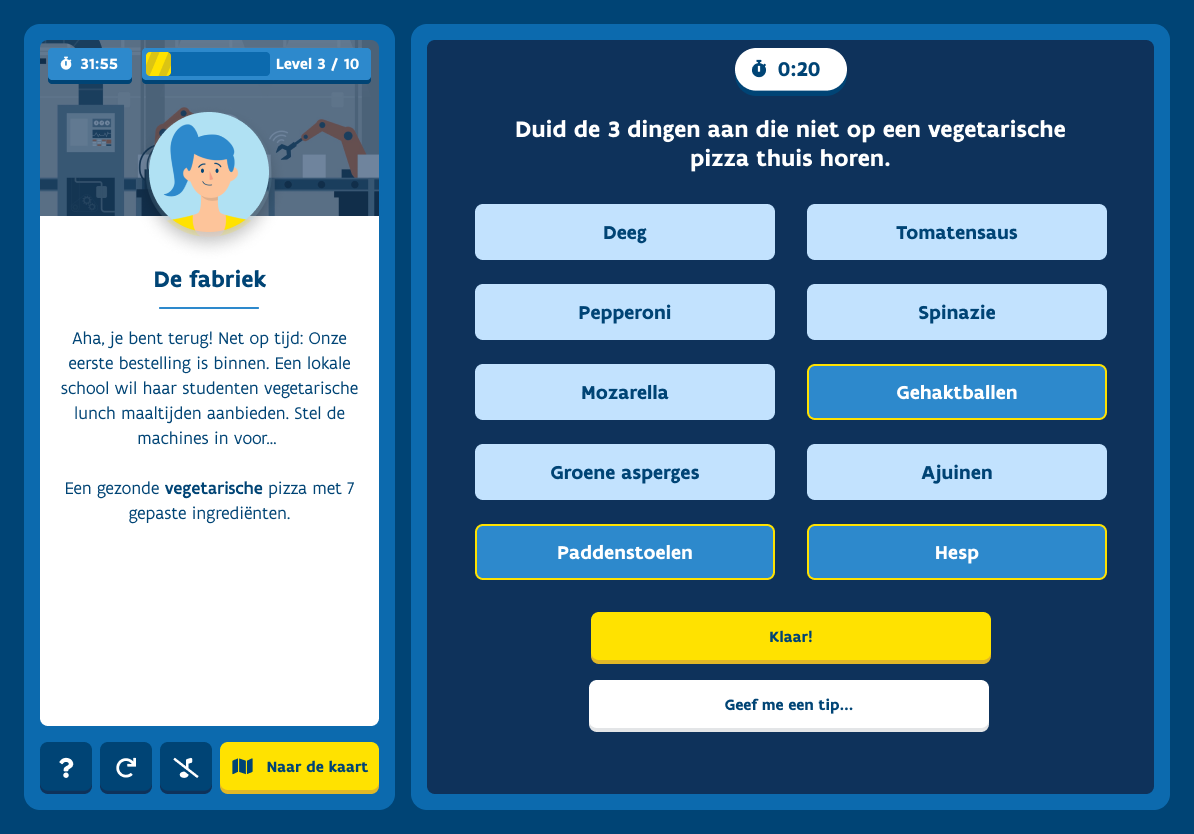 31:55
Level 3 / 10
De fabriek
Aha, je bent terug! Net op tijd: Onze
eerste bestelling is binnen. Een lokale
school wil haar studenten vegetarische
lunch maaltijden aanbieden. Stel de
machines in voor...
Een gezonde vegetarische pizza met 7
gepaste ingrediënten.
?
Naar de kaart
0:20
Duid de 3 dingen aan die niet op een vegetarische
pizza thuis horen.
Deeg
Tomatensaus
Pepperoni
Spinazie
Mozarella
Gehaktballen
Groene asperges
Ajuinen
Paddenstoelen
Hesp
Klaar!
Geef me een tip...